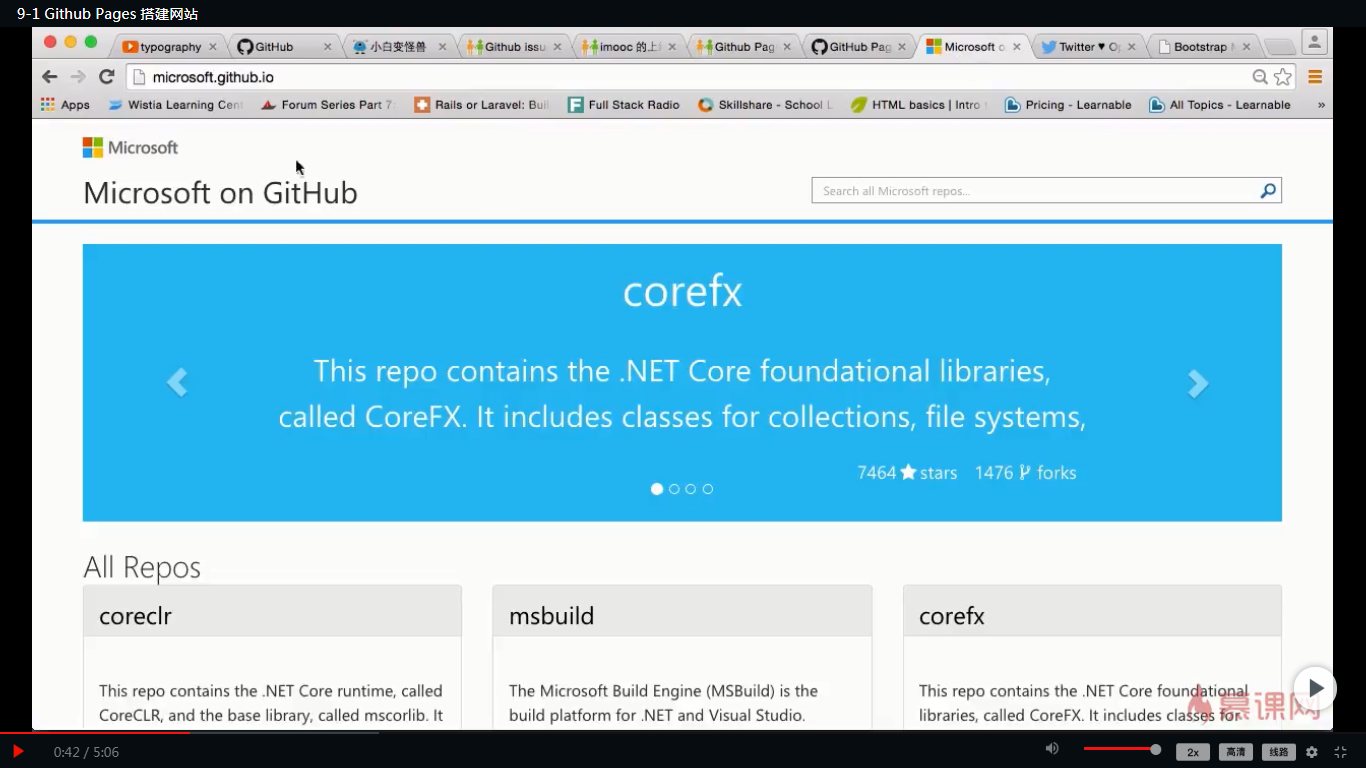 9-1 Github Pages 搭建网站
typography
GitHub
小白变怪兽
Github issu
imooc 的上
Github Pag
GitHub Pag
Microsoft o
Twitter ♥ Op
Bootstrap
microsoft.github.io
Apps
Wistia Learning Cent
Forum Series Part 7:
Rails or Laravel: Buil
Full Stack Radio
Skillshare - School
HTML basics | Intro
Pricing - Learnable
All Topics - Learnable
»
Microsoft
Microsoft on GitHub
Search all Microsoft repos...
corefx
This repo contains the .NET Core foundational libraries,
called CoreFX. It includes classes for collections, file systems,
7464 stars 1476 forks
All Repos
coreclr
msbuild
corefx
This repo contains the .NET Core runtime, called
CoreCLR, and the base library, called mscorlib. It
The Microsoft Build Engine (MSBuild) is the
build platform for .NET and Visual Studio.
This repo contains the .NET Core foundational
libraries, called CoreFX. It includes classes for
慕课网
0:42 / 5:06
2x
高清
线路